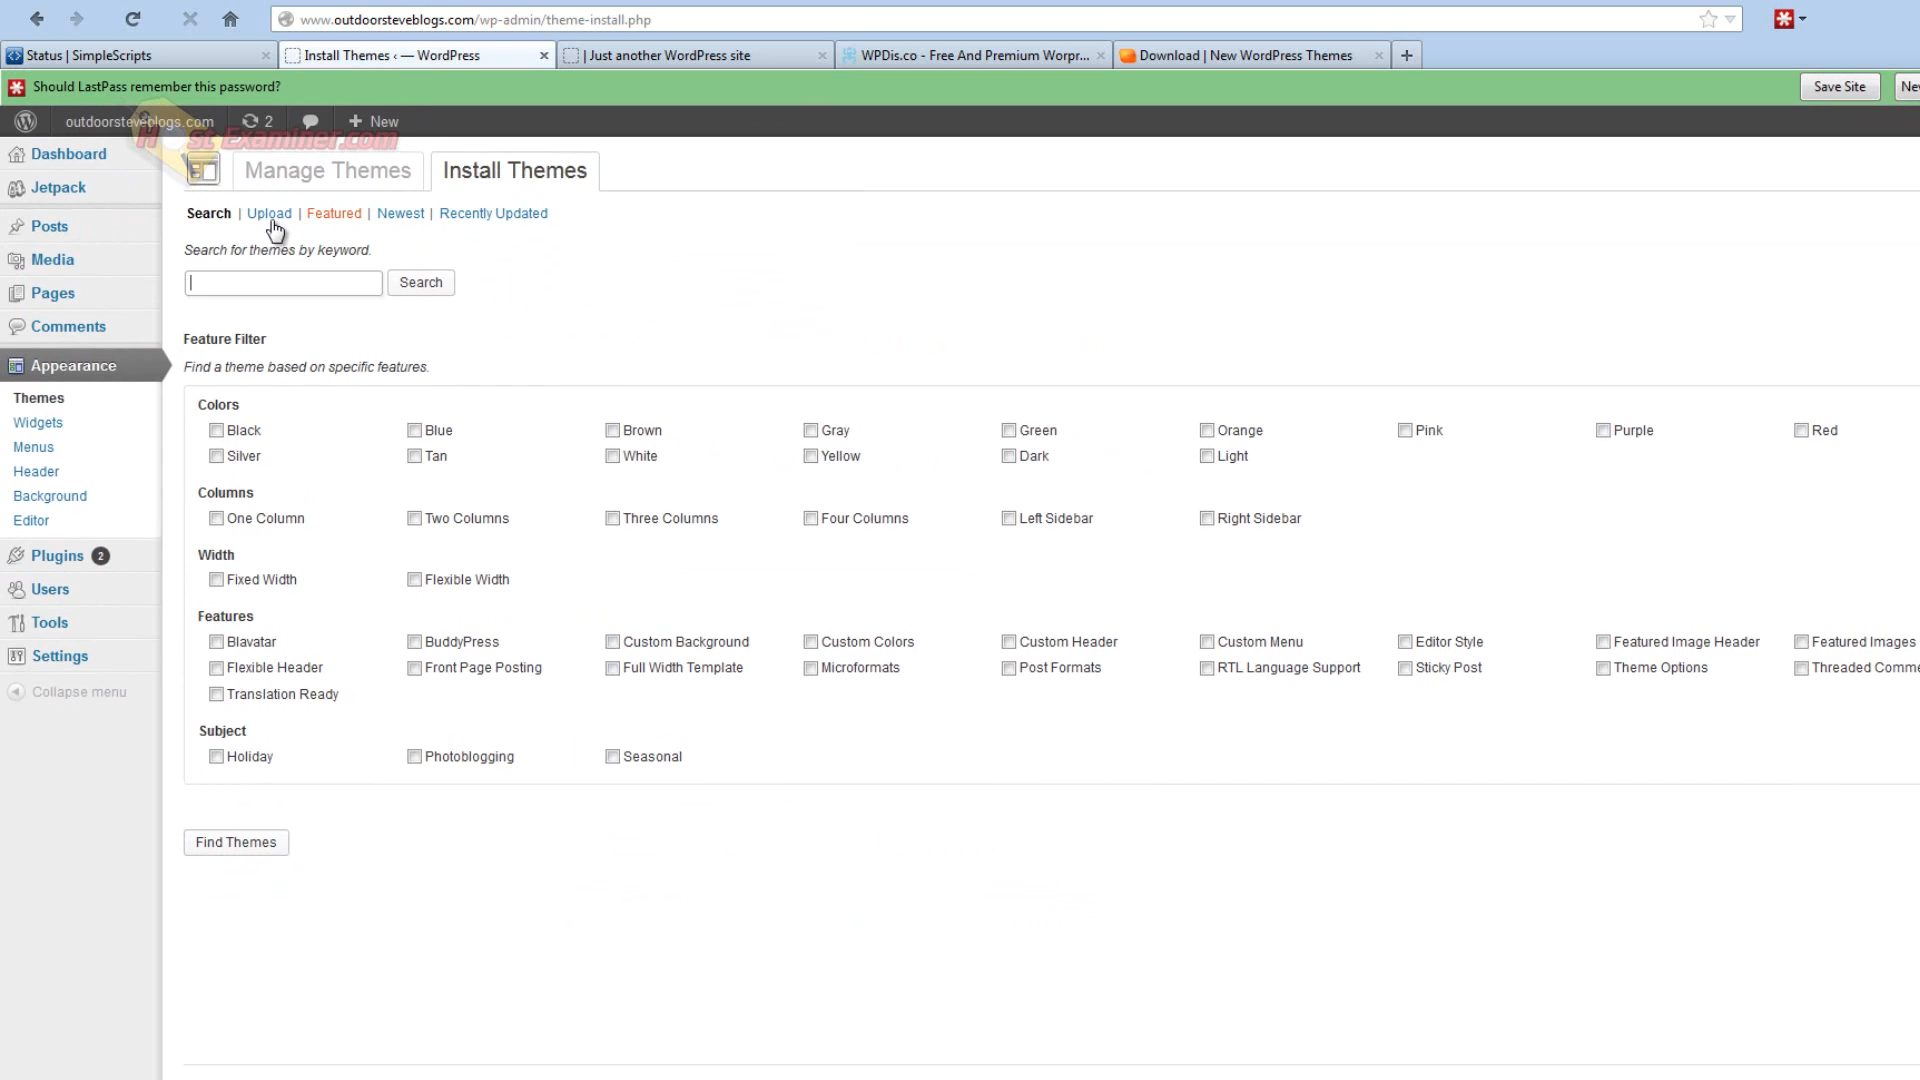 www.outdoorsteveblogs.com/wp-admin/theme-install.php
Status | SimpleScripts
Install Themes ‹ — WordPress
| Just another WordPress site
WPDis.co - Free And Premium Worpr...
Download | New WordPress Themes
Should LastPass remember this password?
Save Site
Nev
outdoorsteveblogs.com
2
New
Host Examiner.com
Dashboard
Jetpack
Posts
Media
Pages
Comments
Appearance
Themes
Widgets
Menus
Header
Background
Editor
Plugins 2
Users
Tools
Settings
Collapse menu
Manage Themes
Install Themes
Search | Upload | Featured | Newest | Recently Updated
Search for themes by keyword.
Search
Feature Filter
Find a theme based on specific features.
Colors
Black Blue Brown Gray Green Orange Pink Purple Red
Silver Tan White Yellow Dark Light
Columns
One Column Two Columns Three Columns Four Columns Left Sidebar Right Sidebar
Width
Fixed Width Flexible Width
Features
Blavatar BuddyPress Custom Background Custom Colors Custom Header Custom Menu Editor Style Featured Image Header Featured Images
Flexible Header Front Page Posting Full Width Template Microformats Post Formats RTL Language Support Sticky Post Theme Options Threaded Comme
Translation Ready
Subject
Holiday Photoblogging Seasonal
Find Themes